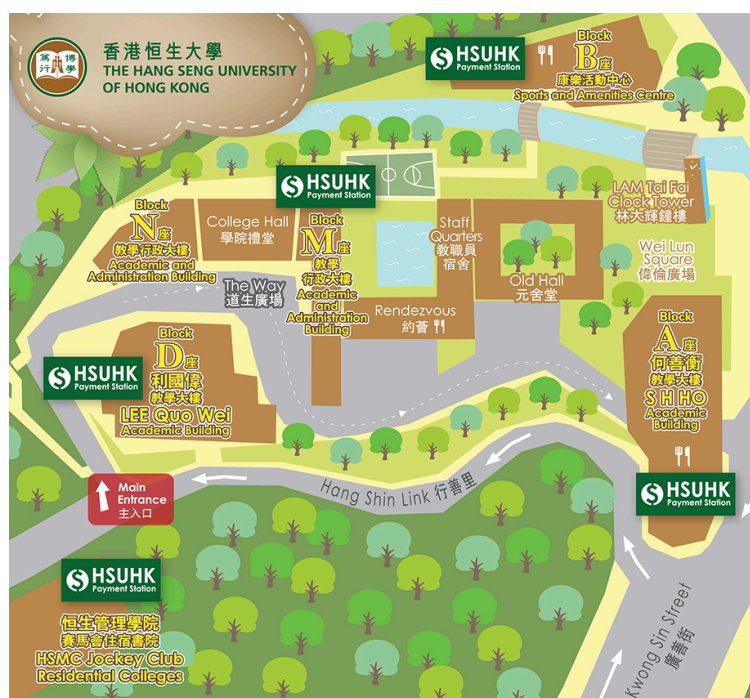 篤 博
行 學
香港恒生大學
THE HANG SENG UNIVERSITY
OF HONG KONG
HSUHK
Payment Station
Block
B座
康樂活動中心
Sports and Amenities Centre
HSUHK
Payment Station
LAM Tai Fai
Clock Tower
林大輝鐘樓
Block
N座
教學行政大樓
Academic and
Administration Building
College Hall
學院禮堂
Block
M座
教學
行政大樓
Academic
and
Administration
Building
Staff
Quarters
教職員
宿舍
Old Hall
元舍堂
Wei Lun
Square
偉倫廣場
The Way
道生廣場
Rendezvous
約薈
Block
D座
利國偉
教學大樓
LEE Quo Wei
Academic Building
HSUHK
Payment Station
Block
A座
何善衡
教學大樓
S H HO
Academic
Building
HSUHK
Payment Station
Main
Entrance
主入口
Hang Shin Link 行善里
HSUHK
Payment Station
恒生管理學院
賽馬會住宿書院
HSMC Jockey Club
Residential Colleges
Kwong Sin Street
廣善街